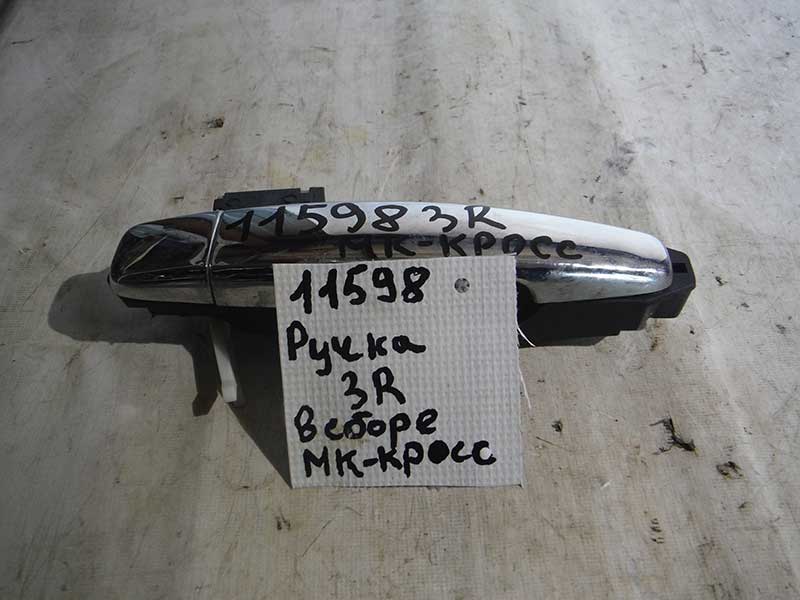 11598 3R
МК-КРОСС
11598
Ручка
3R
В сборе
МК-КРОСС